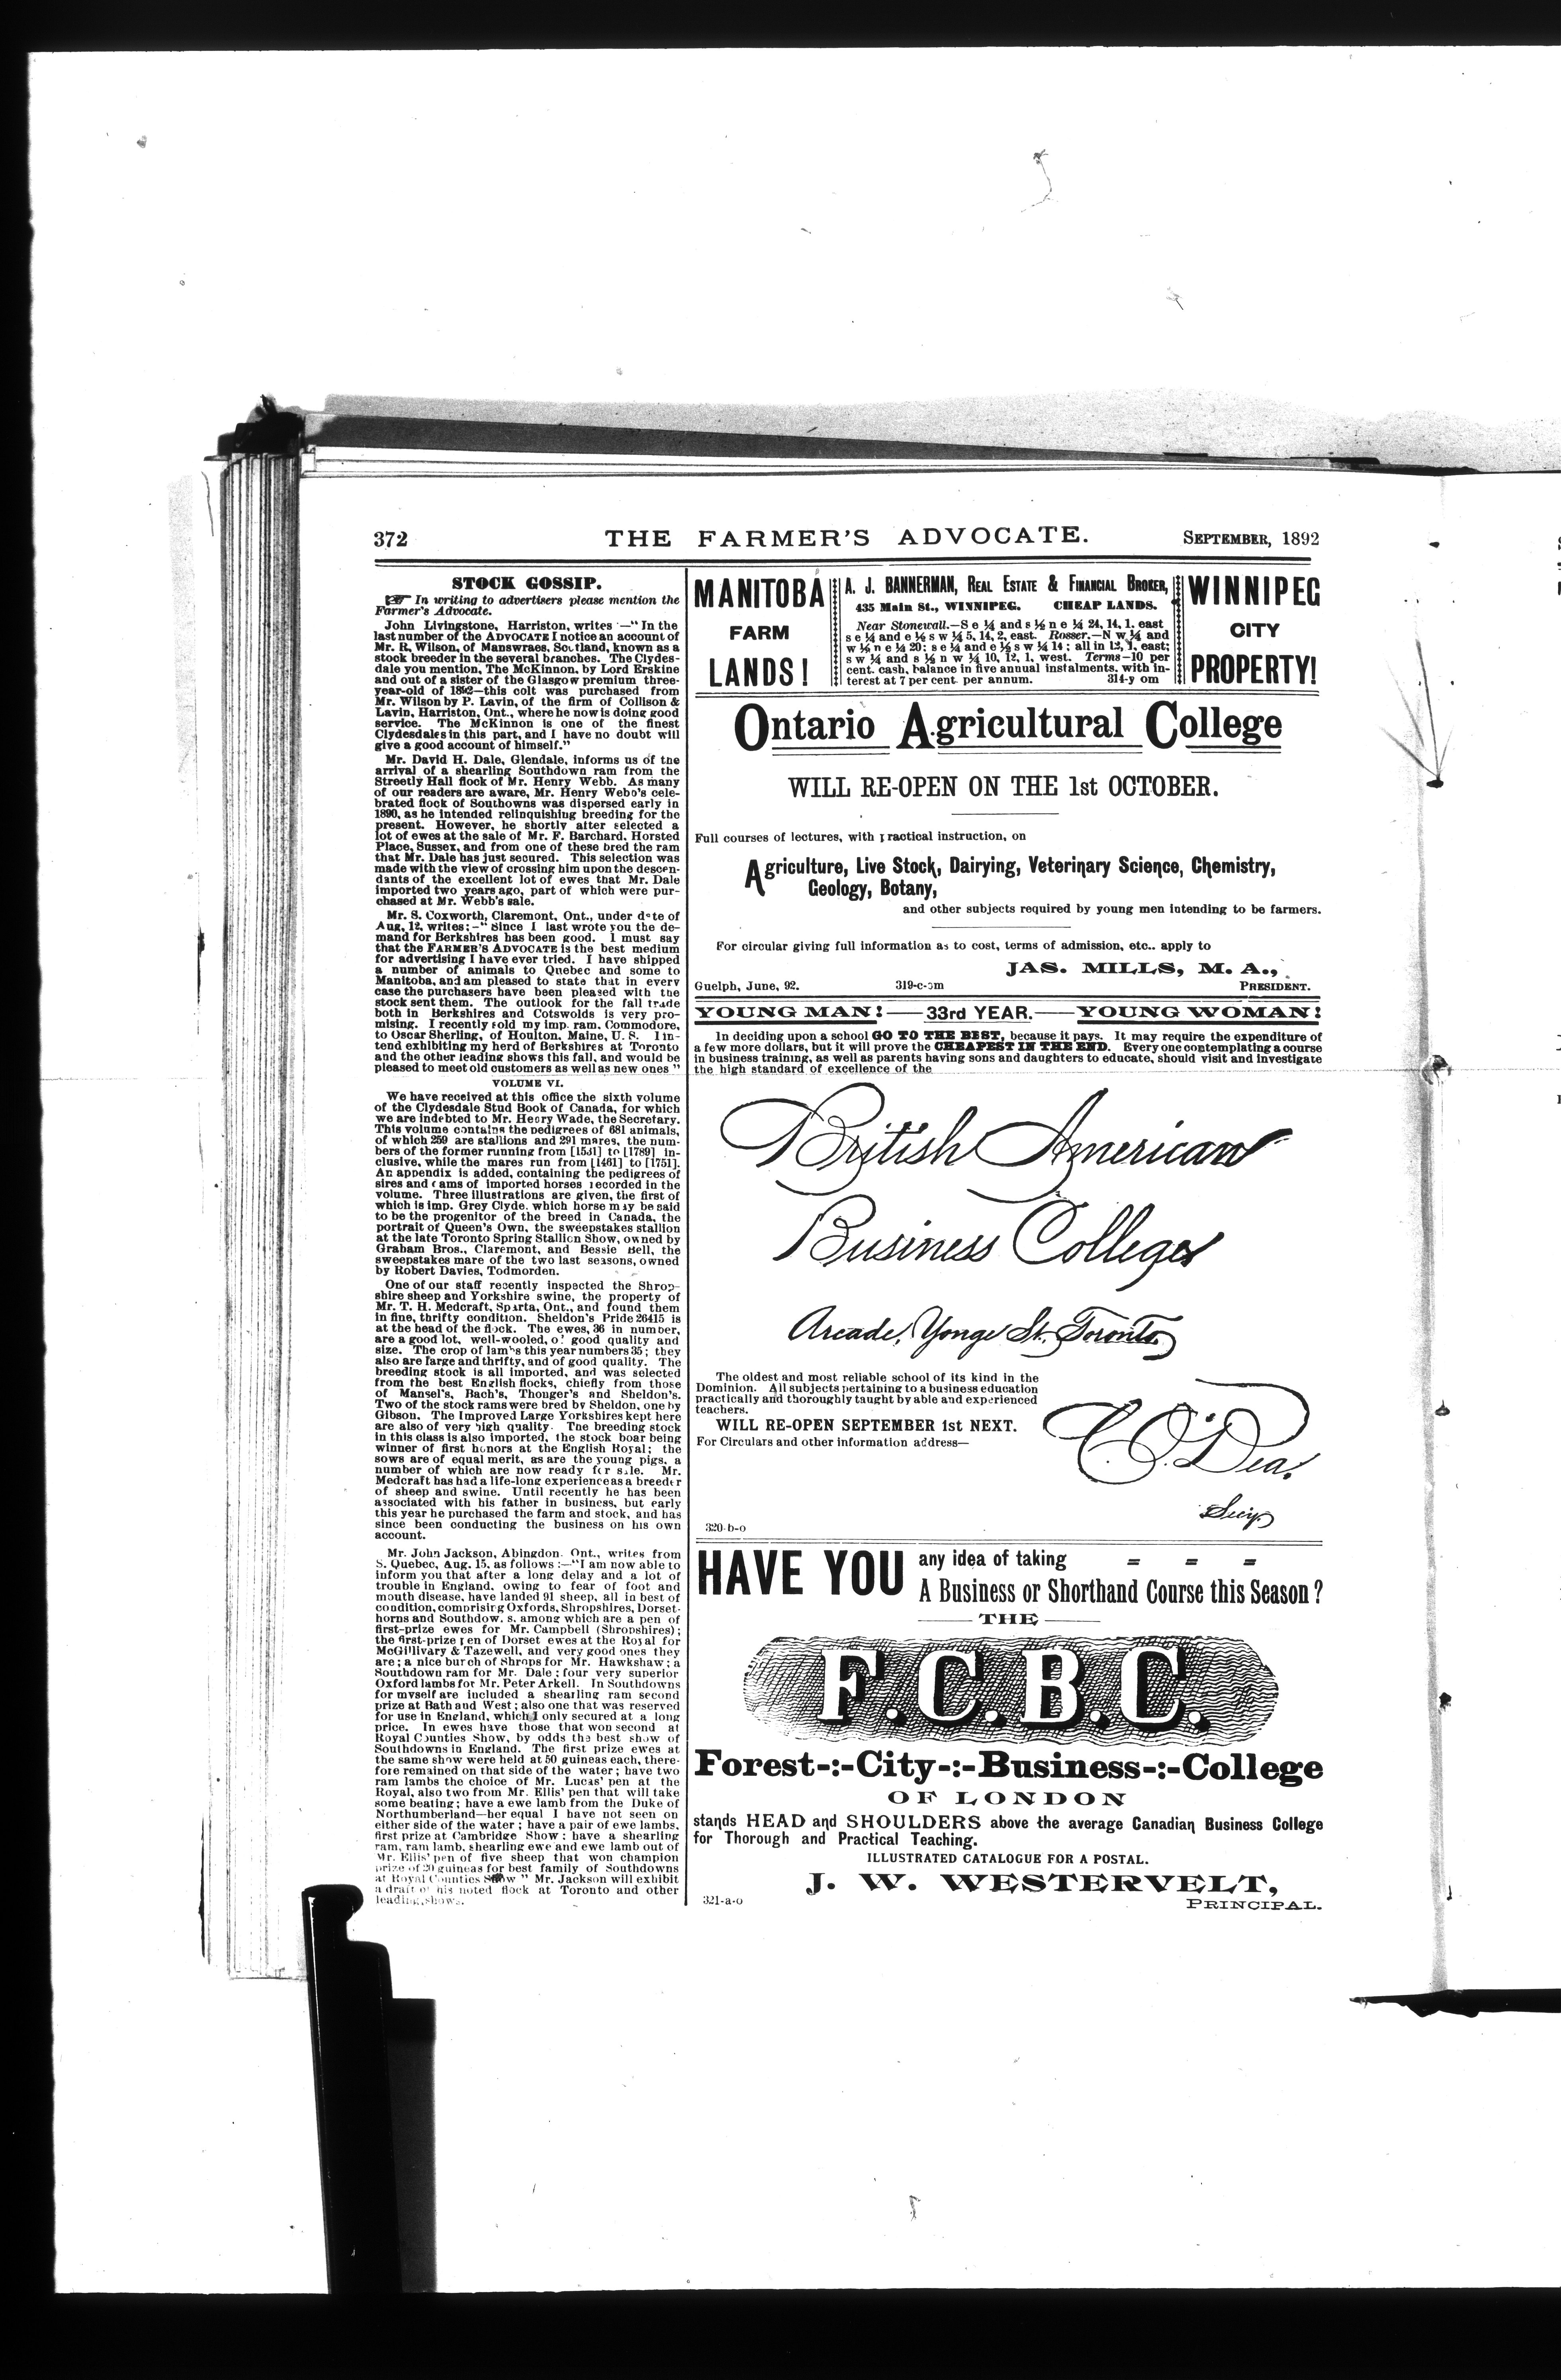 372
THE FARMER'S ADVOCATE.
SEPTEMBER, 1892
STOCK GOSSIP.
In writing to advertisers please mention the
Farmer's Advocate.
John Livingstone, Harriston, writes :—"In the
last number of the ADVOCATE I notice an account of
Mr. R. Wilson, of Manswraes, Scotland, known as a
stock breeder in the several branches. The Clydes-
dale you mention, The McKinnon, by Lord Erskine
and out of a sister of the Glasgow premium three-
year-old of 1892—this colt was purchased from
Mr. Wilson by P. Lavin, of the firm of Collison &
Lavin, Harriston, Ont., where he now is doing good
service. The McKinnon is one of the finest
Clydesdales in this part, and I have no doubt will
give a good account of himself."
Mr. David H. Dale, Glendale, informs us of the
arrival of a shearling Southdown ram from the
Streetly Hall flock of Mr. Henry Webb. As many
of our readers are aware, Mr. Henry Webb's cele-
brated flock of Southowns was dispersed early in
1890, as he intended relinquishing breeding for the
present. However, he shortly after selected a
lot of ewes at the sale of Mr. F. Barchard, Horsted
Place, Sussex, and from one of these bred the ram
that Mr. Dale has just secured. This selection was
made with the view of crossing him upon the descen-
dants of the excellent lot of ewes that Mr. Dale
imported two years ago, part of which were pur-
chased at Mr. Webb's sale.
Mr. S. Coxworth, Claremont, Ont., under date of
Aug. 12, writes:—"Since I last wrote you the de-
mand for Berkshires has been good. I must say
that the FARMER'S ADVOCATE is the best medium
for advertising I have ever tried. I have shipped
a number of animals to Quebec and some to
Manitoba, and am pleased to state that in every
case the purchasers have been pleased with the
stock sent them. The outlook for the fall trade
both in Berkshires and Cotswolds is very pro-
mising. I recently sold my imp. ram, Commodore,
to Oscar Sherling, of Houlton, Maine, U. S. I in-
tend exhibiting my herd of Berkshires at Toronto
and the other leading shows this fall, and would be
pleased to meet old customers as well as new ones"
VOLUME VI.
We have received at this office the sixth volume
of the Clydesdale Stud Book of Canada, for which
we are indebted to Mr. Henry Wade, the Secretary.
This volume contains the pedigrees of 681 animals,
of which 259 are stallions and 291 mares, the num-
bers of the former running from [1531] to [1789] in-
clusive, while the mares run from [1461] to [1751].
An appendix is added, containing the pedigrees of
sires and dams of imported horses recorded in the
volume. Three illustrations are given, the first of
which is imp. Grey Clyde, which horse may be said
to be the progenitor of the breed in Canada, the
portrait of Queen's Own, the sweepstakes stallion
at the late Toronto Spring Stallion Show, owned by
Graham Bros., Claremont, and Bessie Bell, the
sweepstakes mare of the two last seasons, owned
by Robert Davies, Todmorden.
One of our staff recently inspected the Shrop-
shire sheep and Yorkshire swine, the property of
Mr. T. H. Medcraft, Sparta, Ont., and found them
in fine, thrifty condition. Sheldon's Pride 26415 is
at the head of the flock. The ewes, 36 in number,
are a good lot, well-wooled, of good quality and
size. The crop of lambs this year numbers 35; they
also are large and thrifty, and of good quality. The
breeding stock is all imported, and was selected
from the best English flocks, chiefly from those
of Mansel's, Bach's, Thonger's and Sheldon's.
Two of the stock rams were bred by Sheldon, one by
Gibson. The Improved Large Yorkshires kept here
are also of very high quality. The breeding stock
in this class is also imported, the stock boar being
winner of first honors at the English Royal; the
sows are of equal merit, as are the young pigs, a
number of which are now ready for sale. Mr.
Medcraft has had a life-long experience as a breeder
of sheep and swine. Until recently he has been
associated with his father in business, but early
this year he purchased the farm and stock, and has
since been conducting the business on his own
account.
Mr. John Jackson, Abingdon, Ont., writes from
S. Quebec, Aug. 15, as follows:—"I am now able to
inform you that after a long delay and a lot of
trouble in England, owing to fear of foot and
mouth disease, have landed 91 sheep, all in best of
condition, comprising Oxfords, Shropshires, Dorset-
horns and Southdowns, among which are a pen of
first-prize ewes for Mr. Campbell (Shropshires);
the first-prize pen of Dorset ewes at the Royal for
McGillivary & Tazewell, and very good ones they
are; a nice bunch of Shrops for Mr. Hawkshaw; a
Southdown ram for Mr. Dale; four very superior
Oxford lambs for Mr. Peter Arkell. In Southdowns
for myself are included a shearling ram second
prize at Bath and West; also one that was reserved
for use in England, which I only secured at a long
price. In ewes have those that won second at
Royal Counties Show, by odds the best show of
Southdowns in England. The first prize ewes at
the same show were held at 50 guineas each, there-
fore remained on that side of the water; have two
ram lambs the choice of Mr. Lucas' pen at the
Royal, also two from Mr. Ellis' pen that will take
some beating; have a ewe lamb from the Duke of
Northumberland—her equal I have not seen on
either side of the water; have a pair of ewe lambs,
first prize at Cambridge Show; have a shearling
ram, ram lamb, shearling ewe and ewe lamb out of
Mr. Ellis' pen of five sheep that won champion
prize of 20 guineas for best family of Southdowns
at Royal Counties Show" Mr. Jackson will exhibit
a draft of his noted flock at Toronto and other
leading shows.
MANITOBA
FARM
LANDS!
A. J. BANNERMAN, REAL ESTATE & FINANCIAL BROKER,
435 Main St., WINNIPEG. CHEAP LANDS.
Near Stonewall.—S e ¼ and s ½ n e ¼ 24, 14, 1, east
s e ¼ and e ½ s w ¼ 5, 14, 2, east. Rosser.—N w ¼ and
w ½ n e ¼ 20; s e ¼ and e ½ s w ¼ 14; all in 12, 1, east;
s w ¼ and s ½ n w ¼ 10, 12, 1, west. Terms—10 per
cent. cash, balance in five annual instalments, with in-
terest at 7 per cent. per annum. 314-y om
WINNIPEG
CITY
PROPERTY!
Ontario Agricultural College
WILL RE-OPEN ON THE 1st OCTOBER.
Full courses of lectures, with practical instruction, on
Agriculture, Live Stock, Dairying, Veterinary Science, Chemistry,
Geology, Botany,
and other subjects required by young men intending to be farmers.
For circular giving full information as to cost, terms of admission, etc.. apply to
JAS. MILLS, M. A.,
Guelph, June, 92. 319-c-om PRESIDENT.
YOUNG MAN!—33rd YEAR.—YOUNG WOMAN!
In deciding upon a school GO TO THE BEST, because it pays. It may require the expenditure of
a few more dollars, but it will prove the CHEAPEST IN THE END. Every one contemplating a course
in business training, as well as parents having sons and daughters to educate, should visit and investigate
the high standard of excellence of the
British American
Business College
Arcade, Yonge St. Toronto
The oldest and most reliable school of its kind in the
Dominion. All subjects pertaining to a business education
practically and thoroughly taught by able and experienced
teachers.
WILL RE-OPEN SEPTEMBER 1st NEXT.
For Circulars and other information address—
C. O'Dea.
Sec'y
320-b-o
HAVE YOU any idea of taking - - -
A Business or Shorthand Course this Season?
THE
F.C.B.C.
Forest-:-City-:-Business-:-College
OF LONDON
stands HEAD and SHOULDERS above the average Canadian Business College
for Thorough and Practical Teaching.
ILLUSTRATED CATALOGUE FOR A POSTAL.
J. W. WESTERVELT,
321-a-o PRINCIPAL.